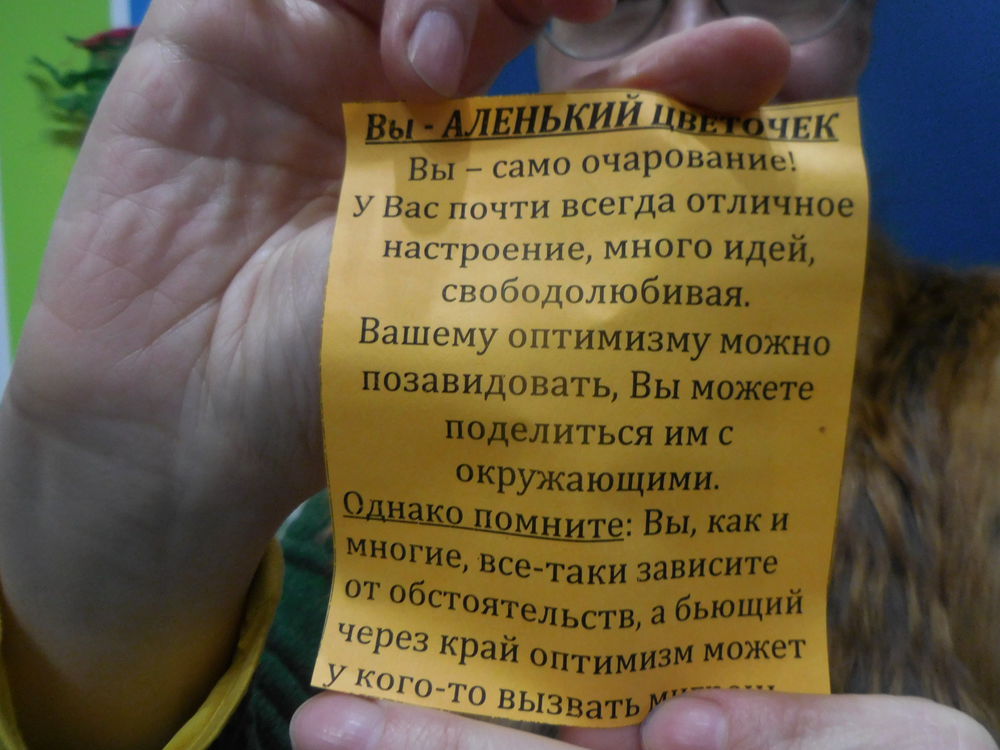 Вы - АЛЕНЬКИЙ ЦВЕТОЧЕК
Вы – само очарование!
У Вас почти всегда отличное
настроение, много идей,
свободолюбивая.
Вашему оптимизму можно
позавидовать, Вы можете
поделиться им с
окружающими.
Однако помните: Вы, как и
многие, все-таки зависите
от обстоятельств, а бьющий
через край оптимизм может
у кого-то вызвать